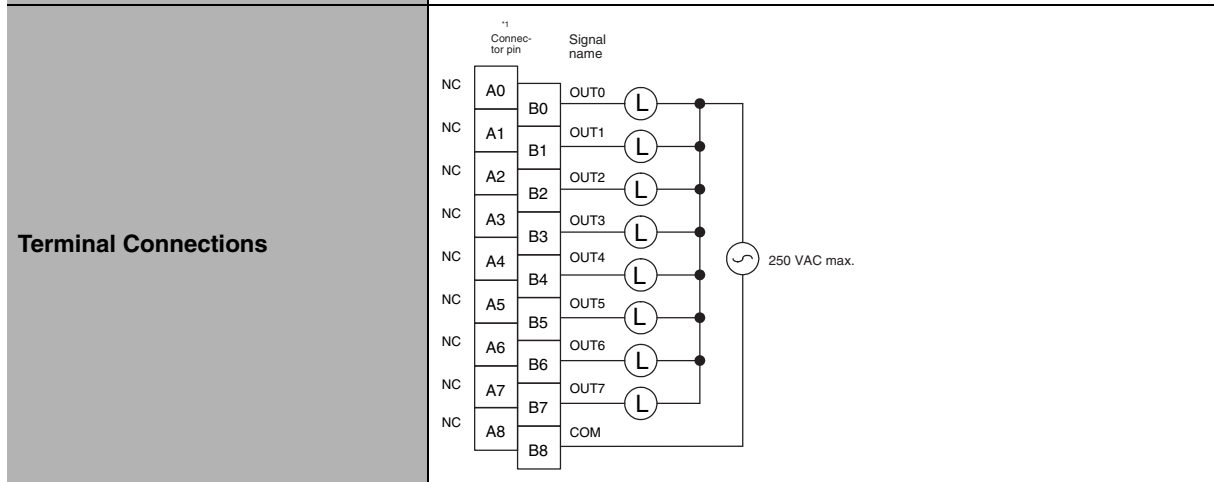 *1
Connec-
tor pin
Signal
name
NC
A0
OUT0
L
B0
NC
A1
OUT1
L
B1
NC
A2
OUT2
L
B2
NC
A3
OUT3
L
B3
Terminal Connections
NC
A4
OUT4
L
B4
250 VAC max.
NC
A5
OUT5
L
B5
NC
A6
OUT6
L
B6
NC
A7
OUT7
L
B7
NC
A8
COM
B8